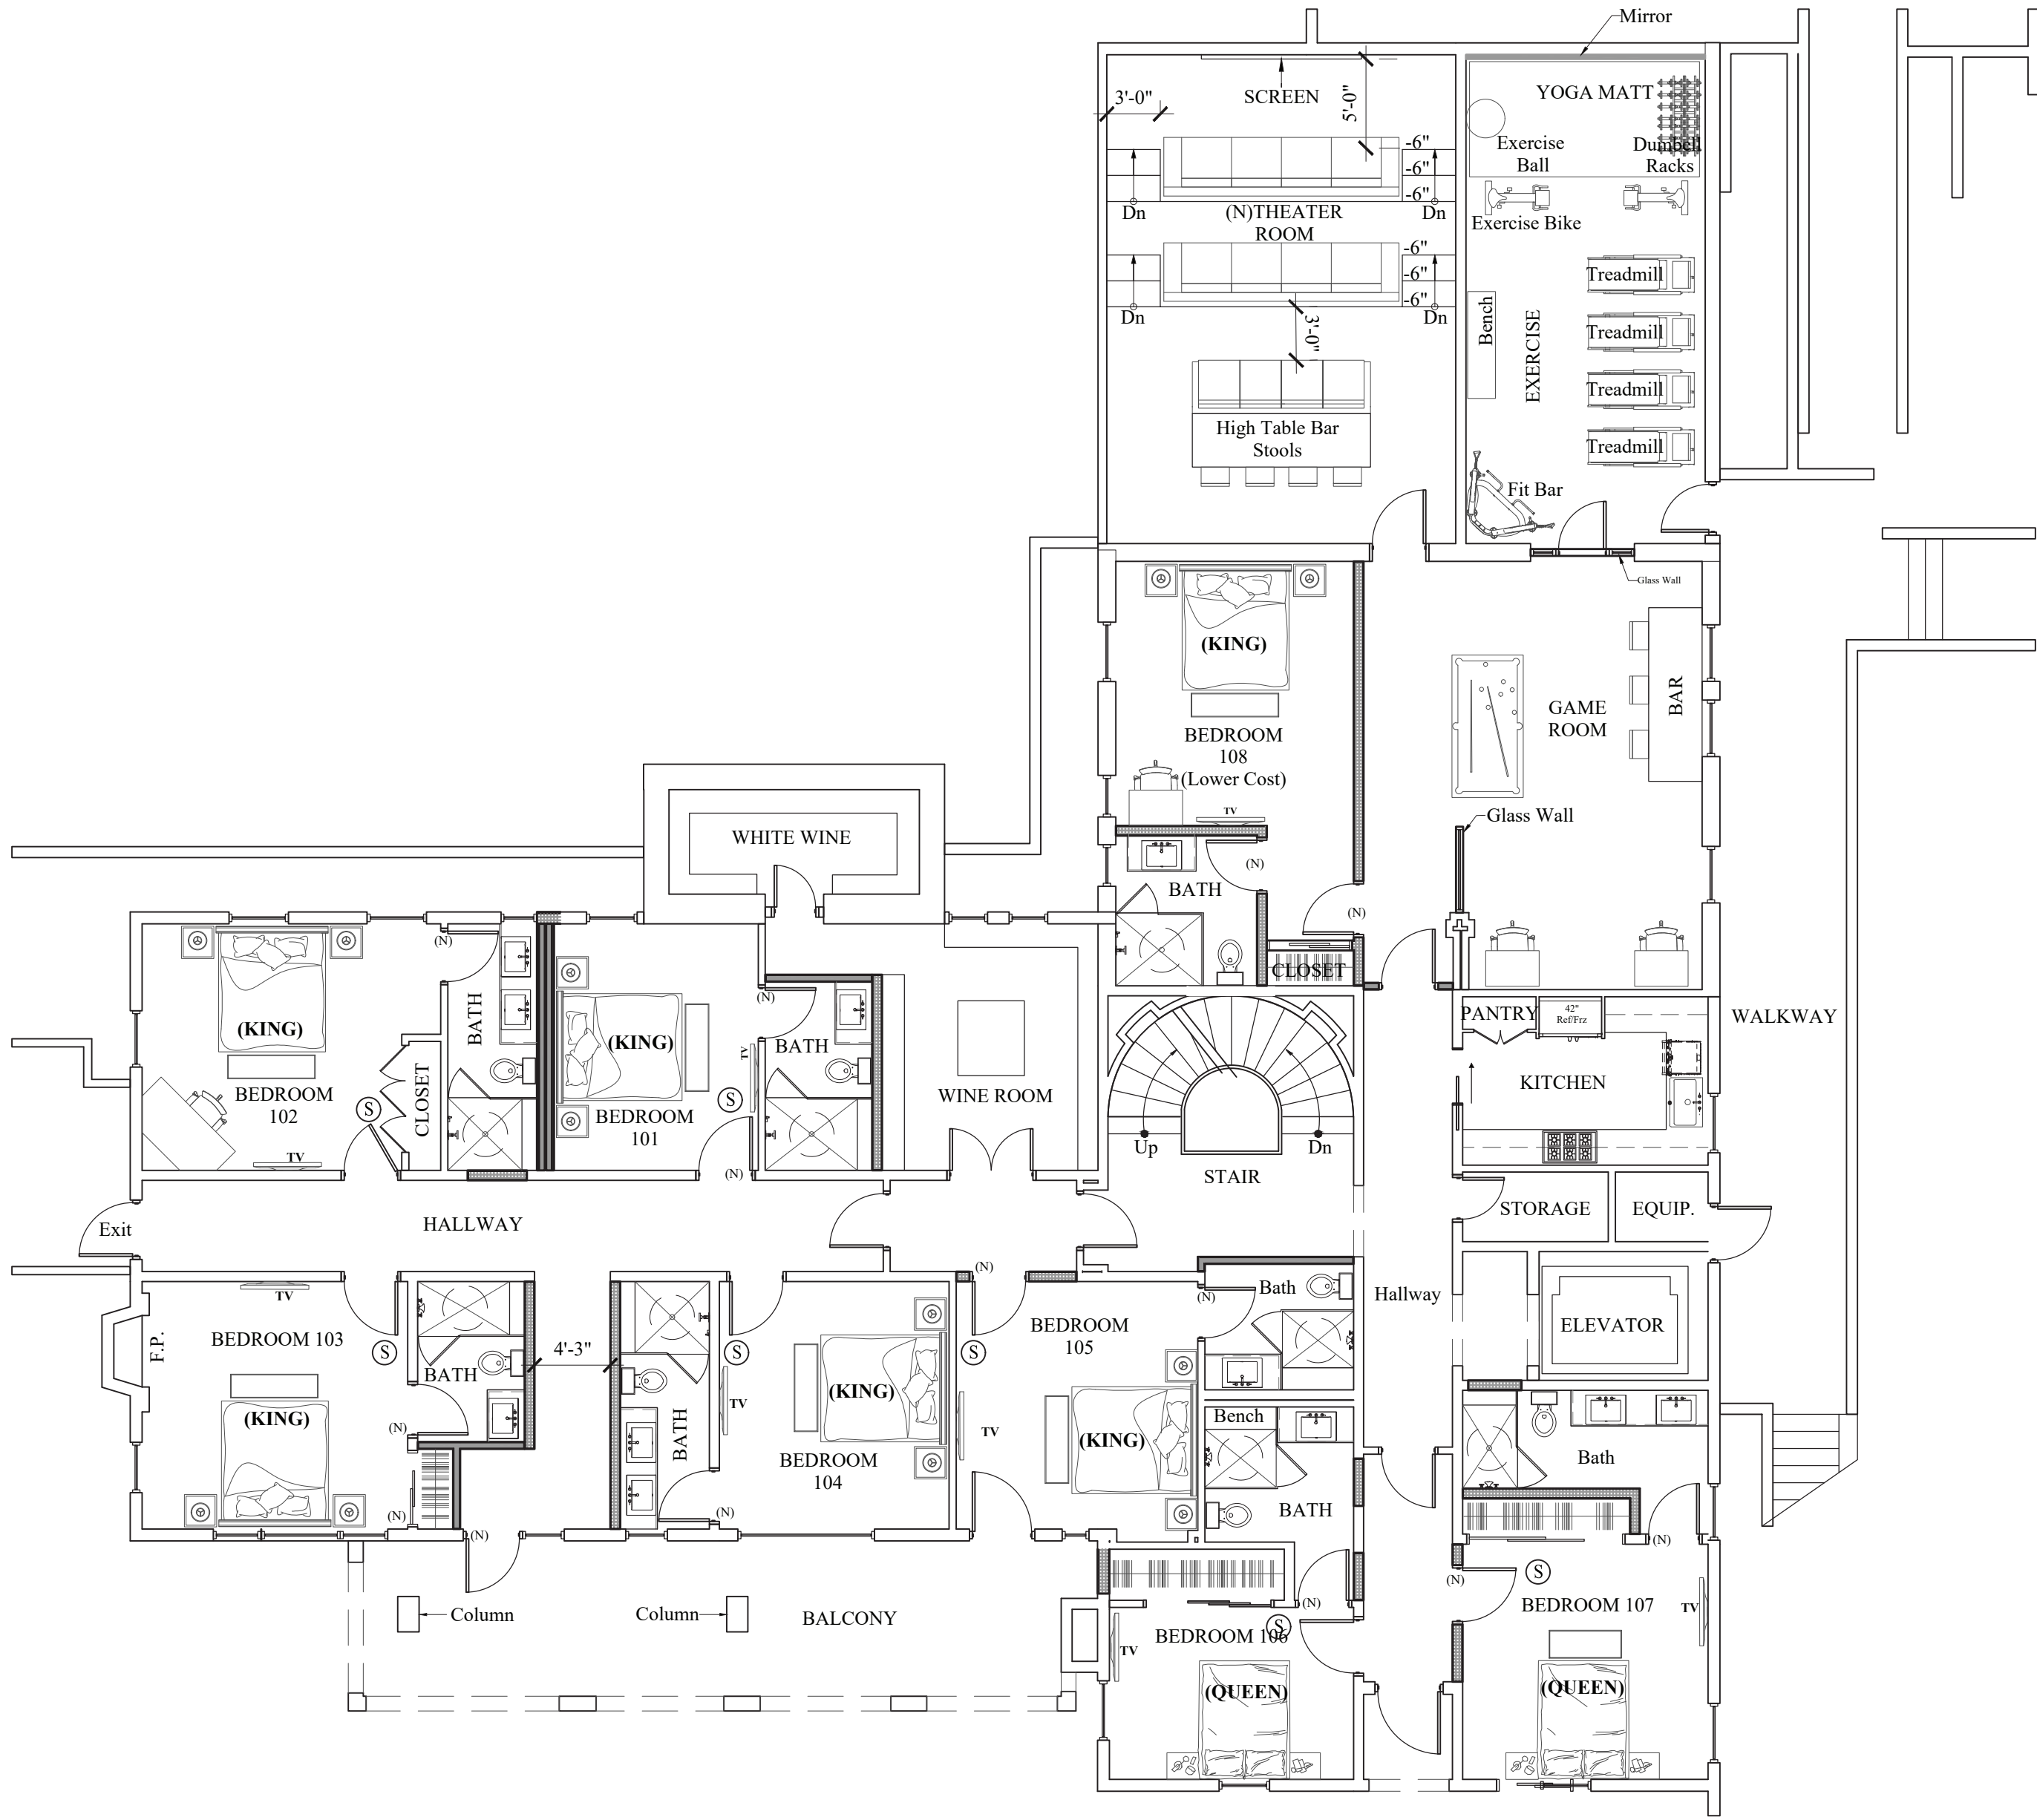 Mirror
SCREEN
3'-0"
5'-0"
YOGA MATT
Exercise
Ball
Dumbell
Racks
-6"
-6"
-6"
Dn
Dn
(N)THEATER
ROOM
Exercise Bike
-6"
-6"
-6"
Dn
Dn
3'-0"
Treadmill
Treadmill
Treadmill
Treadmill
Bench
EXERCISE
High Table Bar
Stools
Fit Bar
Glass Wall
(KING)
BEDROOM
108
(Lower Cost)
TV
GAME
ROOM
BAR
Glass Wall
WHITE WINE
(N)
BATH
(N)
CLOSET
(N)
(KING)
BEDROOM
102
BATH
CLOSET
S
TV
(N)
(KING)
BEDROOM
101
TV
S
BATH
(N)
WINE ROOM
Up
Dn
STAIR
PANTRY
42"
Ref/Frz
KITCHEN
WALKWAY
STORAGE
EQUIP.
Exit
HALLWAY
Hallway
ELEVATOR
TV
F.P.
BEDROOM 103
S
(KING)
BATH
(N)
(N)
(N)
4'-3"
BATH
(N)
S
TV
(KING)
BEDROOM
104
(N)
S
TV
BEDROOM
105
(KING)
Bath
(N)
Bench
BATH
(N)
Bath
(N)
(N)
S
BEDROOM 107
TV
(QUEEN)
Column
Column
BALCONY
S
BEDROOM 106
TV
(QUEEN)